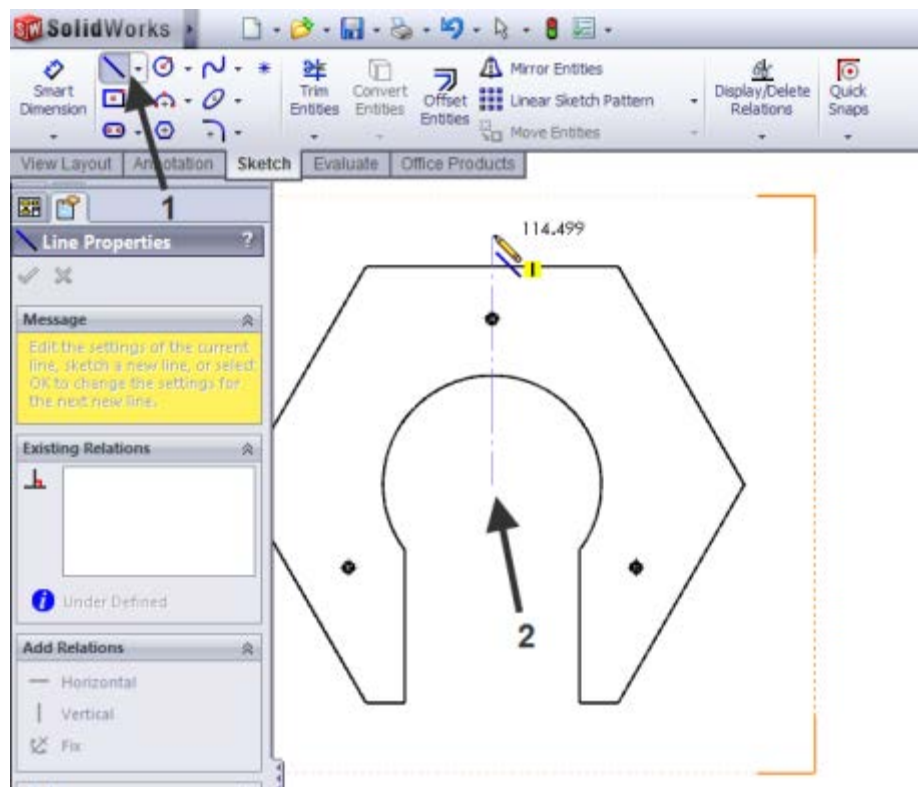 SolidWorks
Smart Dimension
Trim Entities
Convert Entities
Offset Entities
Mirror Entities
Linear Sketch Pattern
Move Entities
Display/Delete Relations
Quick Snaps
View Layout
Annotation
Sketch
Evaluate
Office Products
1
Line Properties
?
114.499
Message
Edit the settings of the current
line, sketch a new line, or select
OK to change the settings for
the next new line.
Existing Relations
Under Defined
2
Add Relations
Horizontal
Vertical
Fix